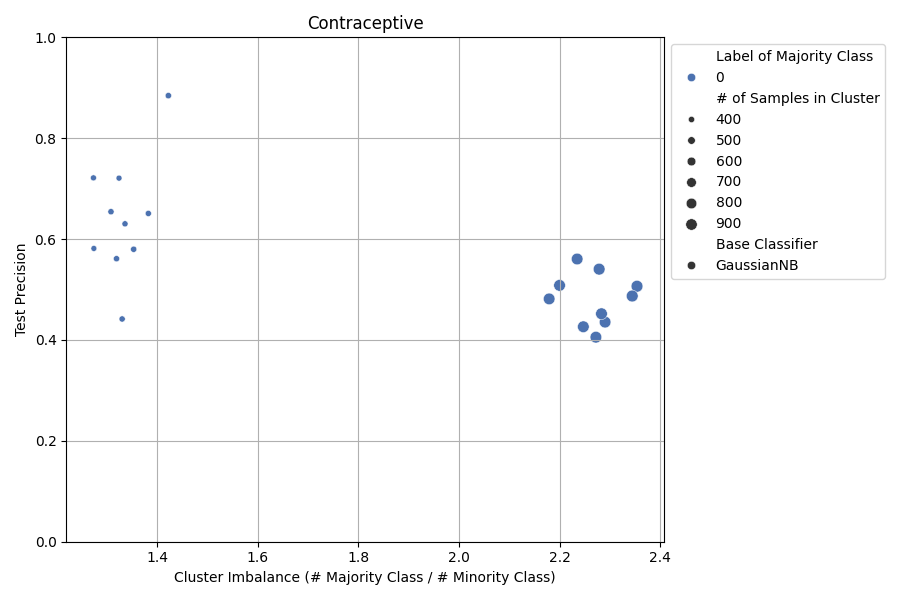 Contraceptive
1.0
0.8
0.6
0.4
0.2
0.0
Test Precision
1.4
1.6
1.8
2.0
2.2
2.4
Cluster Imbalance (# Majority Class / # Minority Class)
Label of Majority Class
0
# of Samples in Cluster
400
500
600
700
800
900
Base Classifier
GaussianNB